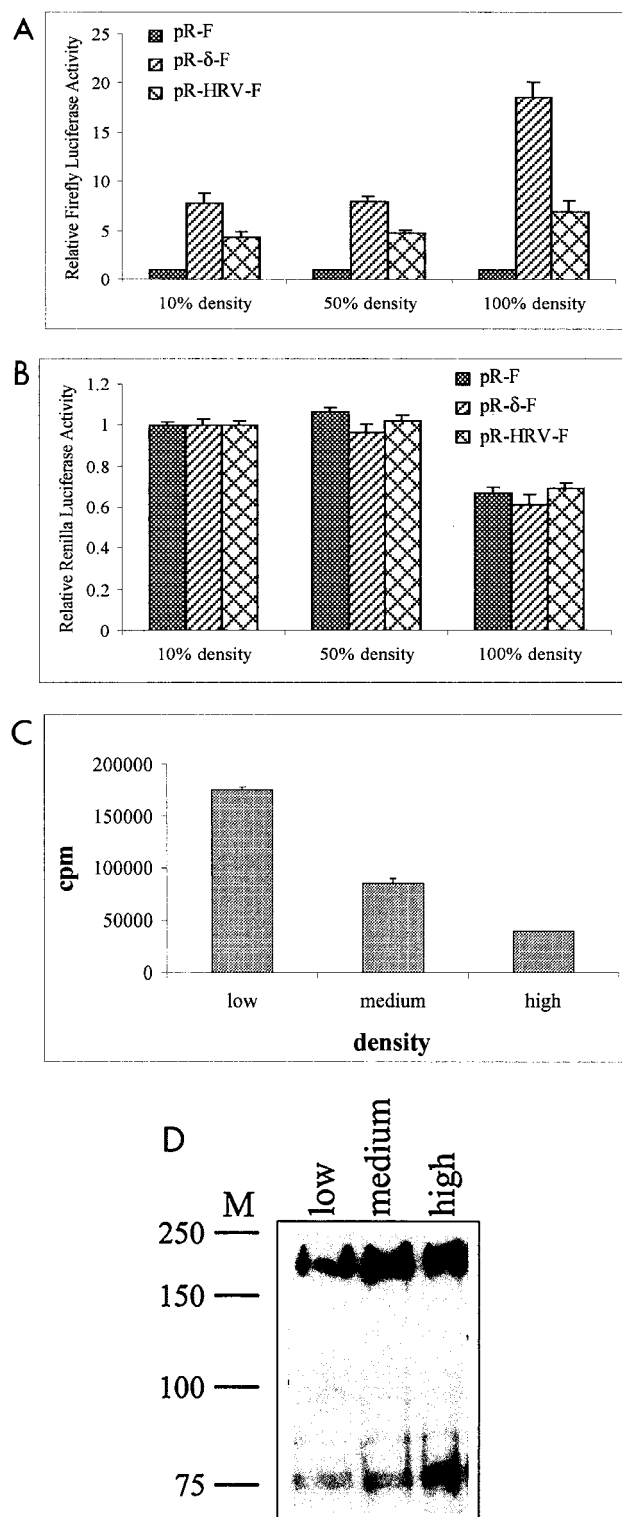 A
Relative Firefly Luciferase Activity
25
20
15
10
5
0
pR-F
pR-δ-F
pR-HRV-F
10% density
50% density
100% density
B
Relative Renilla Luciferase Activity
1.2
1
0.8
0.6
0.4
0.2
0
pR-F
pR-δ-F
pR-HRV-F
10% density
50% density
100% density
C
cpm
200000
150000
100000
50000
0
low
medium
high
density
D
M
low
medium
high
250
150
100
75